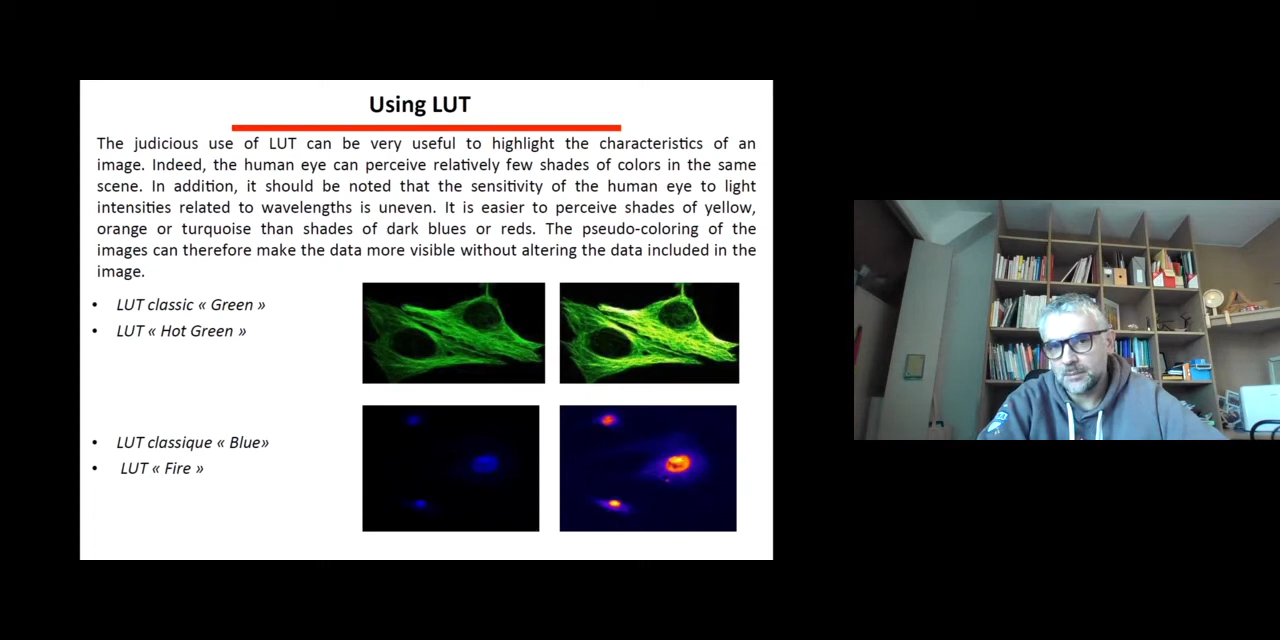 Using LUT
The judicious use of LUT can be very useful to highlight the characteristics of an
image. Indeed, the human eye can perceive relatively few shades of colors in the same
scene. In addition, it should be noted that the sensitivity of the human eye to light
intensities related to wavelengths is uneven. It is easier to perceive shades of yellow,
orange or turquoise than shades of dark blues or reds. The pseudo-coloring of the
images can therefore make the data more visible without altering the data included in the
image.
• LUT classic « Green »
• LUT « Hot Green »
• LUT classique « Blue»
• LUT « Fire »